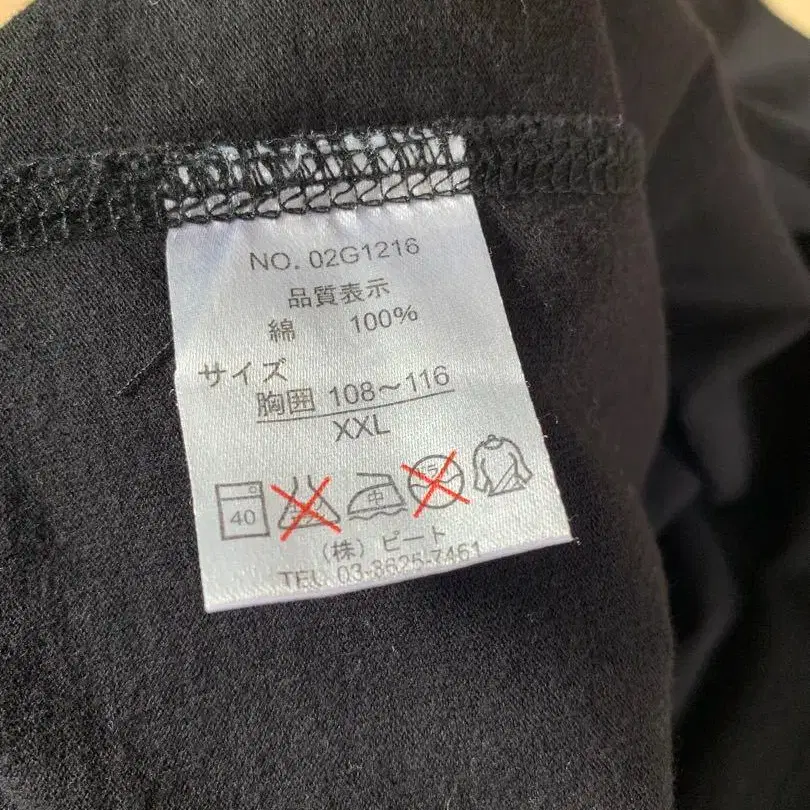 NO. 02G1216
品質表示
綿 100%
サイズ
胸囲 108～116
XXL
40 中
(株) ビート
TEL 03-3625-7461